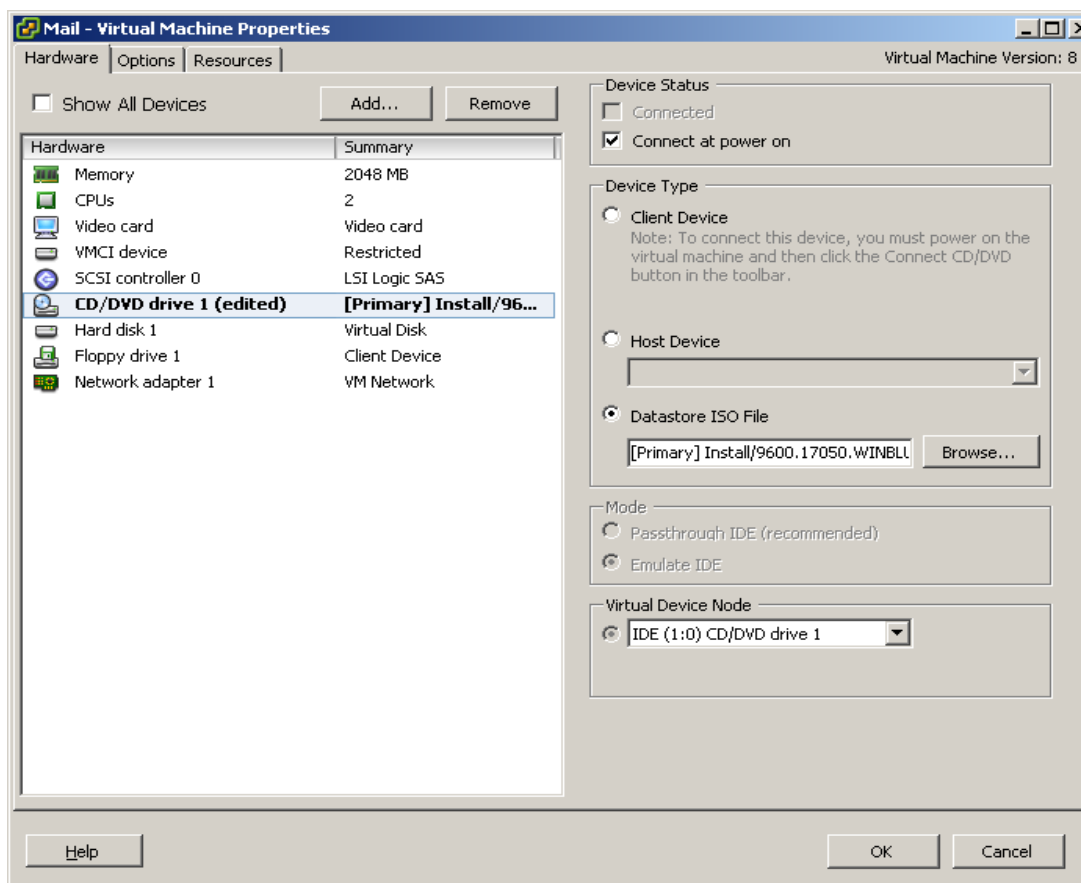 Mail - Virtual Machine Properties
Hardware Options Resources
Virtual Machine Version: 8
Show All Devices
Add...
Remove
Hardware Summary
Memory 2048 MB
CPUs 2
Video card Video card
VMCI device Restricted
SCSI controller 0 LSI Logic SAS
CD/DVD drive 1 (edited) [Primary] Install/96...
Hard disk 1 Virtual Disk
Floppy drive 1 Client Device
Network adapter 1 VM Network
Device Status
Connected
Connect at power on
Device Type
Client Device
Note: To connect this device, you must power on the
virtual machine and then click the Connect CD/DVD
button in the toolbar.
Host Device
Datastore ISO File
[Primary] Install/9600.17050.WINBLU
Browse...
Mode
Passthrough IDE (recommended)
Emulate IDE
Virtual Device Node
IDE (1:0) CD/DVD drive 1
Help
OK
Cancel